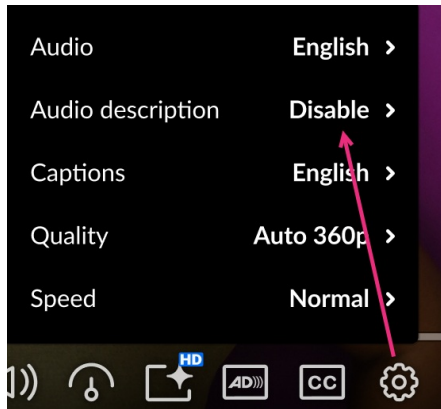 Audio English
Audio description Disable
Captions English
Quality Auto 360p
Speed Normal
HD
AD CC